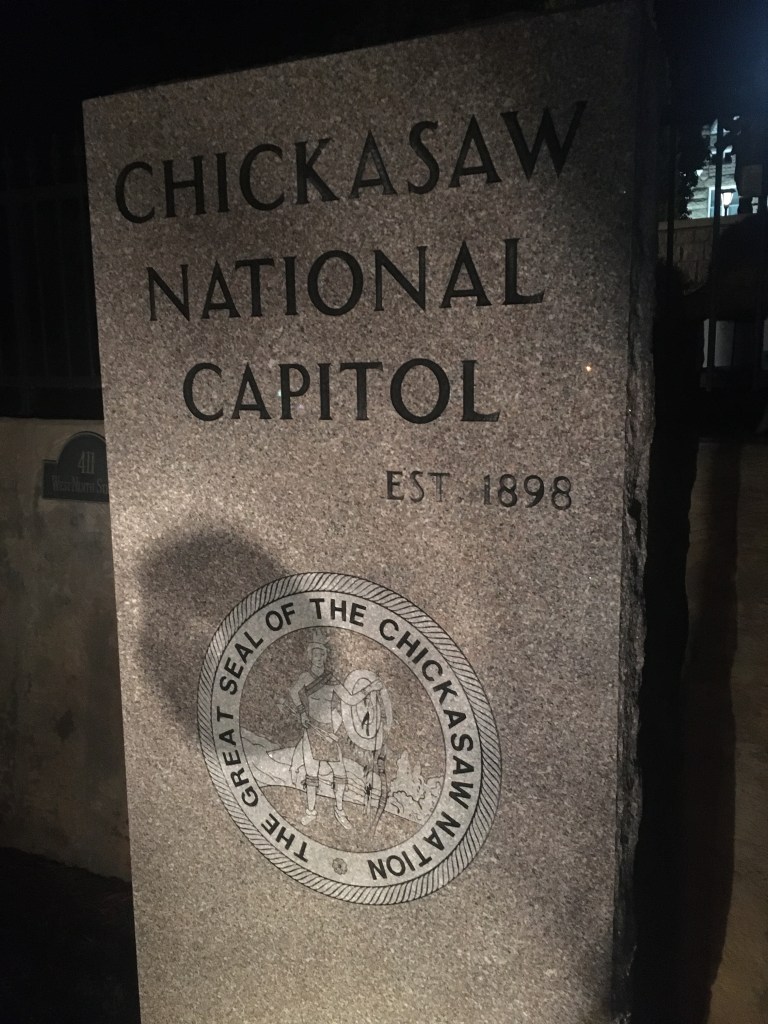 CHICKASAW
NATIONAL
CAPITOL
EST. 1898
411
THE GREAT SEAL OF THE CHICKASAW NATION